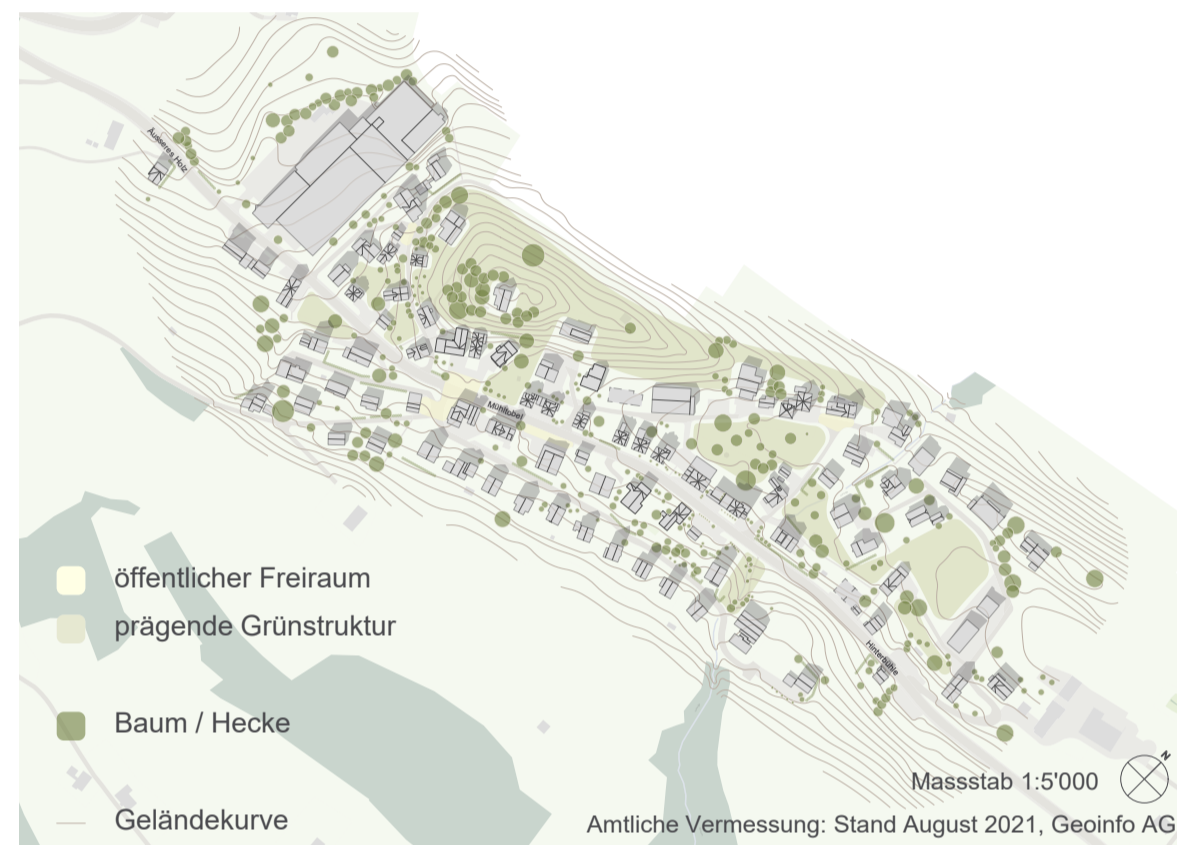 Äusseres Holz
Mühltobel
Hinterbühle
öffentlicher Freiraum
prägende Grünstruktur
Baum / Hecke
Geländekurve
N
Massstab 1:5'000
Amtliche Vermessung: Stand August 2021, Geoinfo AG